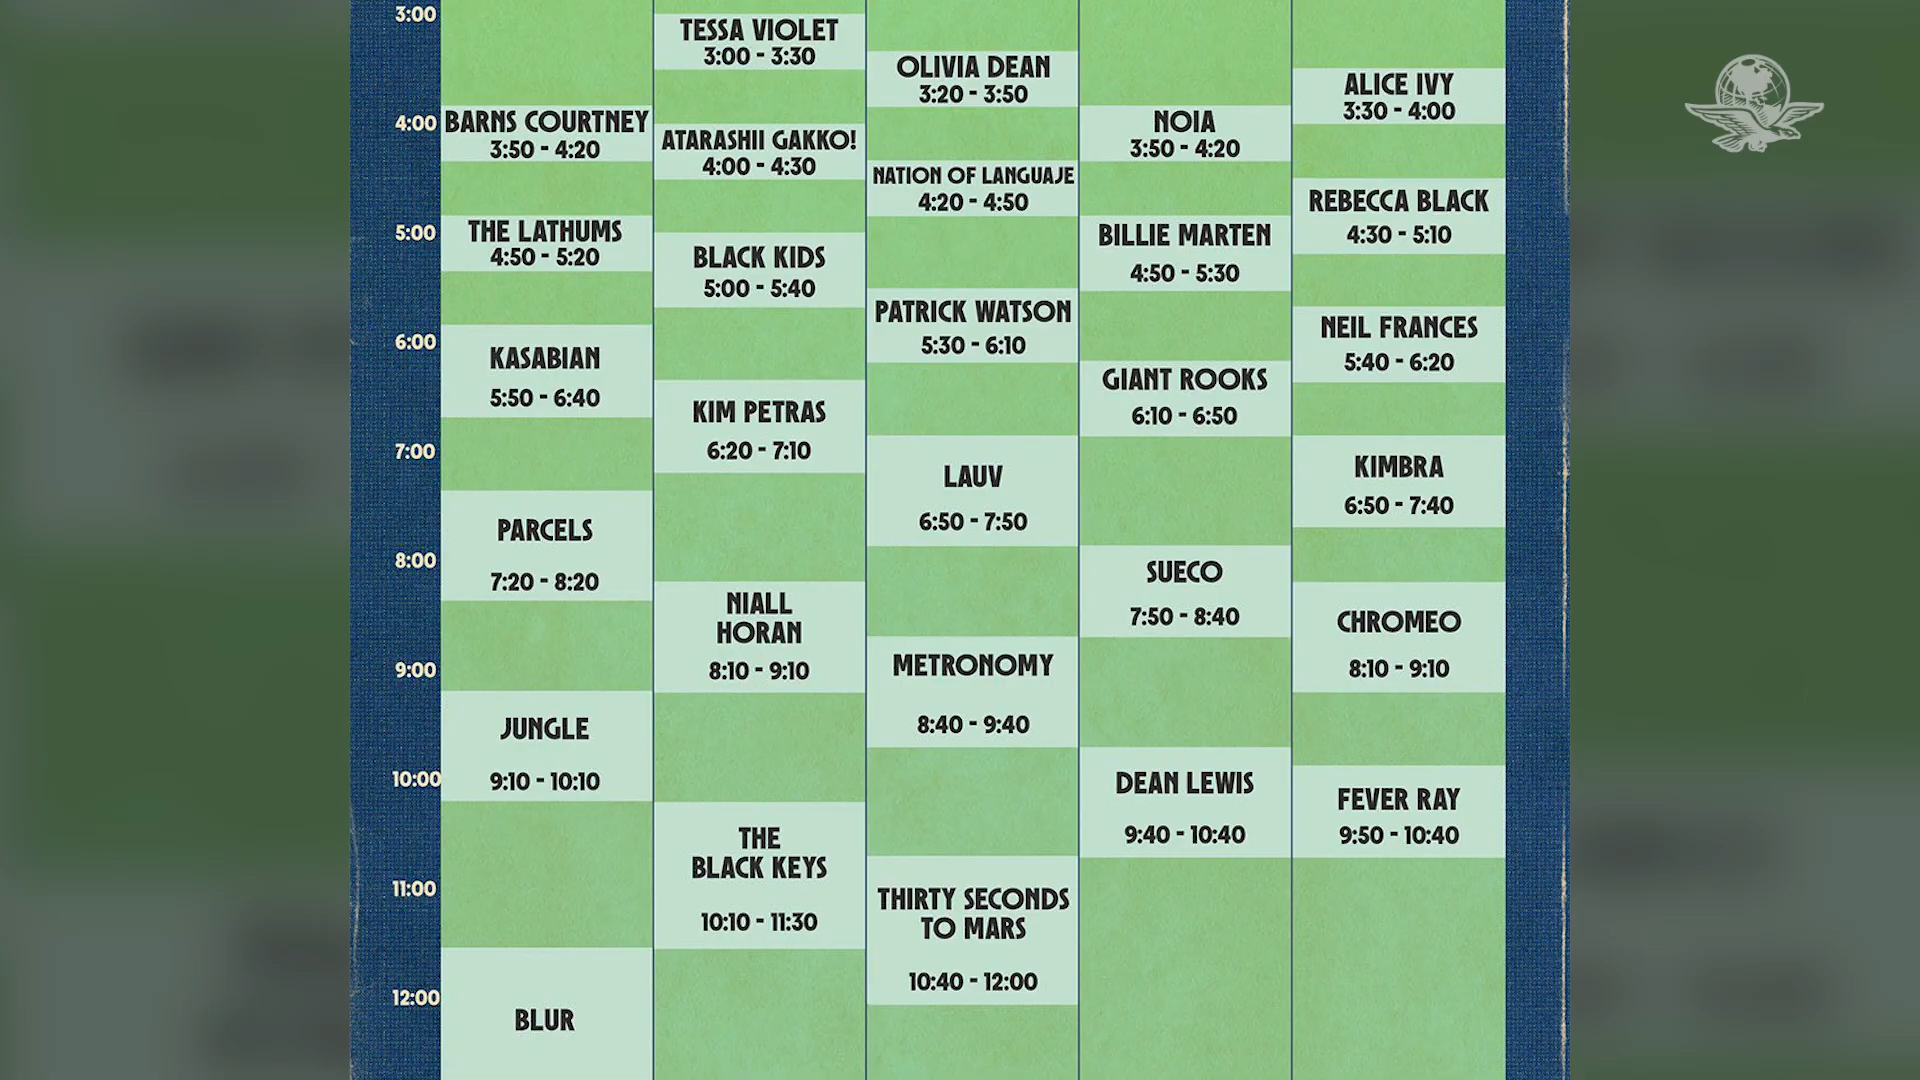 3:00
4:00
5:00
6:00
7:00
8:00
9:00
10:00
11:00
12:00
BARNS COURTNEY
3:50 - 4:20
THE LATHUMS
4:50 - 5:20
KASABIAN
5:50 - 6:40
PARCELS
7:20 - 8:20
JUNGLE
9:10 - 10:10
BLUR
TESSA VIOLET
3:00 - 3:30
ATARASHII GAKKO!
4:00 - 4:30
BLACK KIDS
5:00 - 5:40
KIM PETRAS
6:20 - 7:10
NIALL
HORAN
8:10 - 9:10
THE
BLACK KEYS
10:10 - 11:30
OLIVIA DEAN
3:20 - 3:50
NATION OF LANGUAJE
4:20 - 4:50
PATRICK WATSON
5:30 - 6:10
LAUV
6:50 - 7:50
METRONOMY
8:40 - 9:40
THIRTY SECONDS
TO MARS
10:40 - 12:00
NOIA
3:50 - 4:20
BILLIE MARTEN
4:50 - 5:30
GIANT ROOKS
6:10 - 6:50
SUECO
7:50 - 8:40
DEAN LEWIS
9:40 - 10:40
ALICE IVY
3:30 - 4:00
REBECCA BLACK
4:30 - 5:10
NEIL FRANCES
5:40 - 6:20
KIMBRA
6:50 - 7:40
CHROMEO
8:10 - 9:10
FEVER RAY
9:50 - 10:40